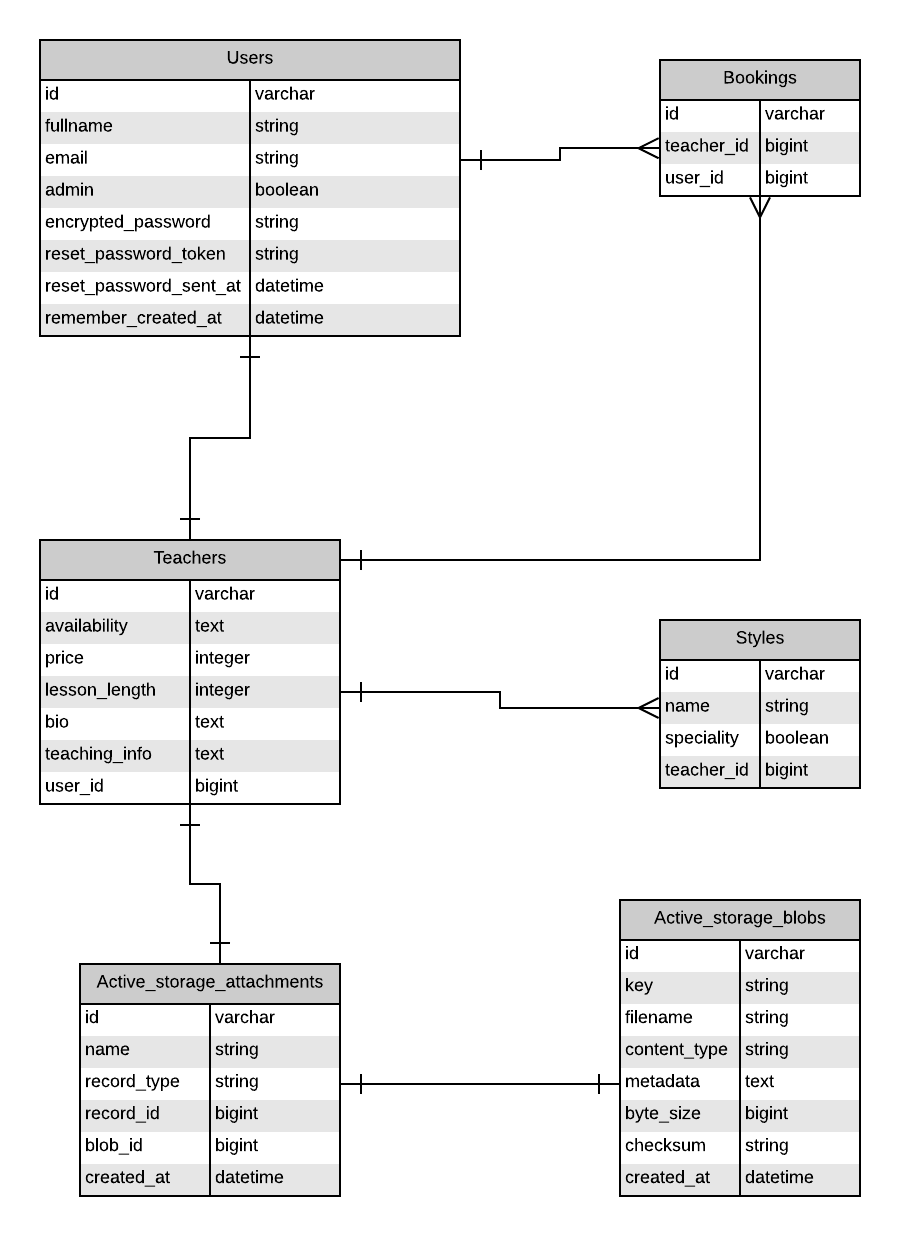 Users
id varchar
fullname string
email string
admin boolean
encrypted_password string
reset_password_token string
reset_password_sent_at datetime
remember_created_at datetime
Bookings
id varchar
teacher_id bigint
user_id bigint
Teachers
id varchar
availability text
price integer
lesson_length integer
bio text
teaching_info text
user_id bigint
Styles
id varchar
name string
speciality boolean
teacher_id bigint
Active_storage_attachments
id varchar
name string
record_type string
record_id bigint
blob_id bigint
created_at datetime
Active_storage_blobs
id varchar
key string
filename string
content_type string
metadata text
byte_size bigint
checksum string
created_at datetime